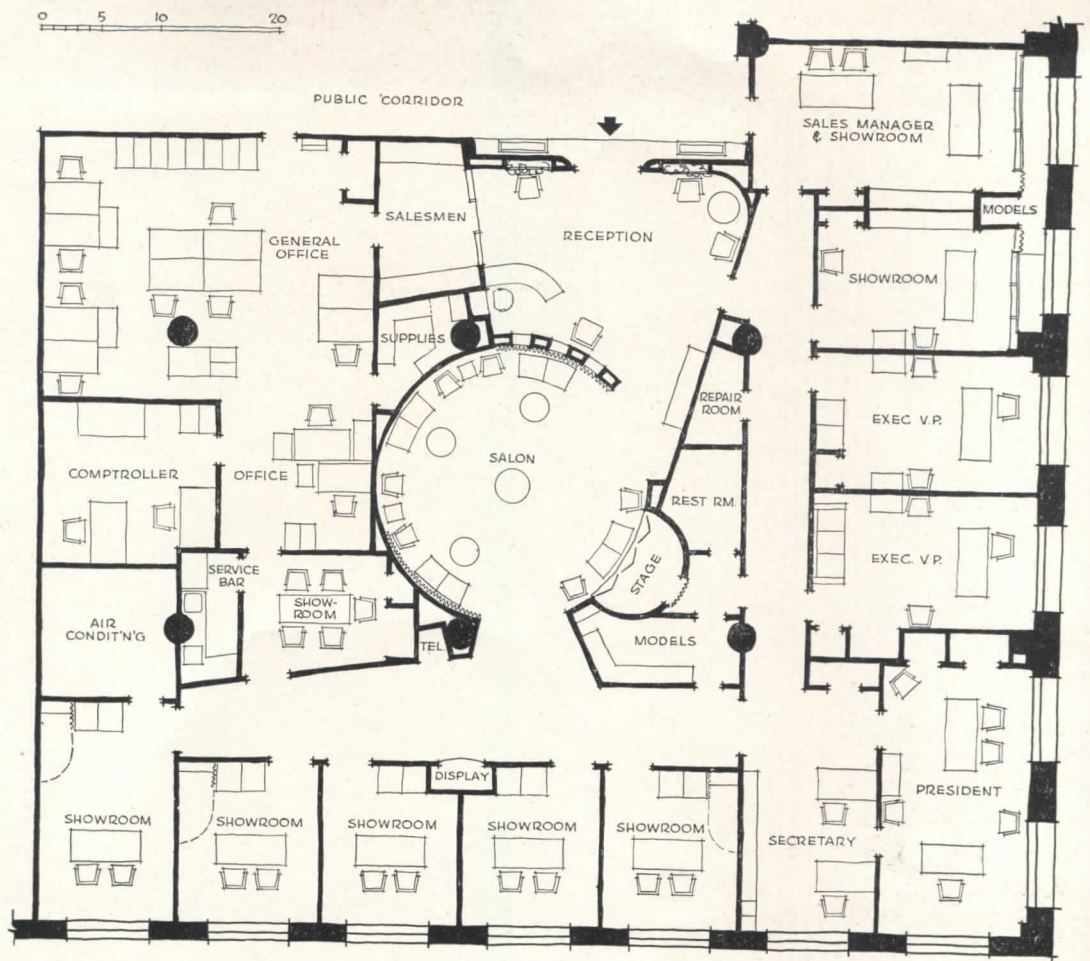 0 5 10 20
PUBLIC CORRIDOR
SALES MANAGER
& SHOWROOM
SALESMEN
MODELS
RECEPTION
GENERAL
OFFICE
SHOWROOM
SUPPLIES
REPAIR
ROOM
EXEC V.P.
SALON
COMPTROLLER
OFFICE
REST RM.
EXEC V.P.
SERVICE
BAR
STAGE
SHOW-
ROOM
AIR
CONDIT'N'G
TEL.
MODELS
DISPLAY
PRESIDENT
SHOWROOM
SHOWROOM
SHOWROOM
SHOWROOM
SHOWROOM
SECRETARY